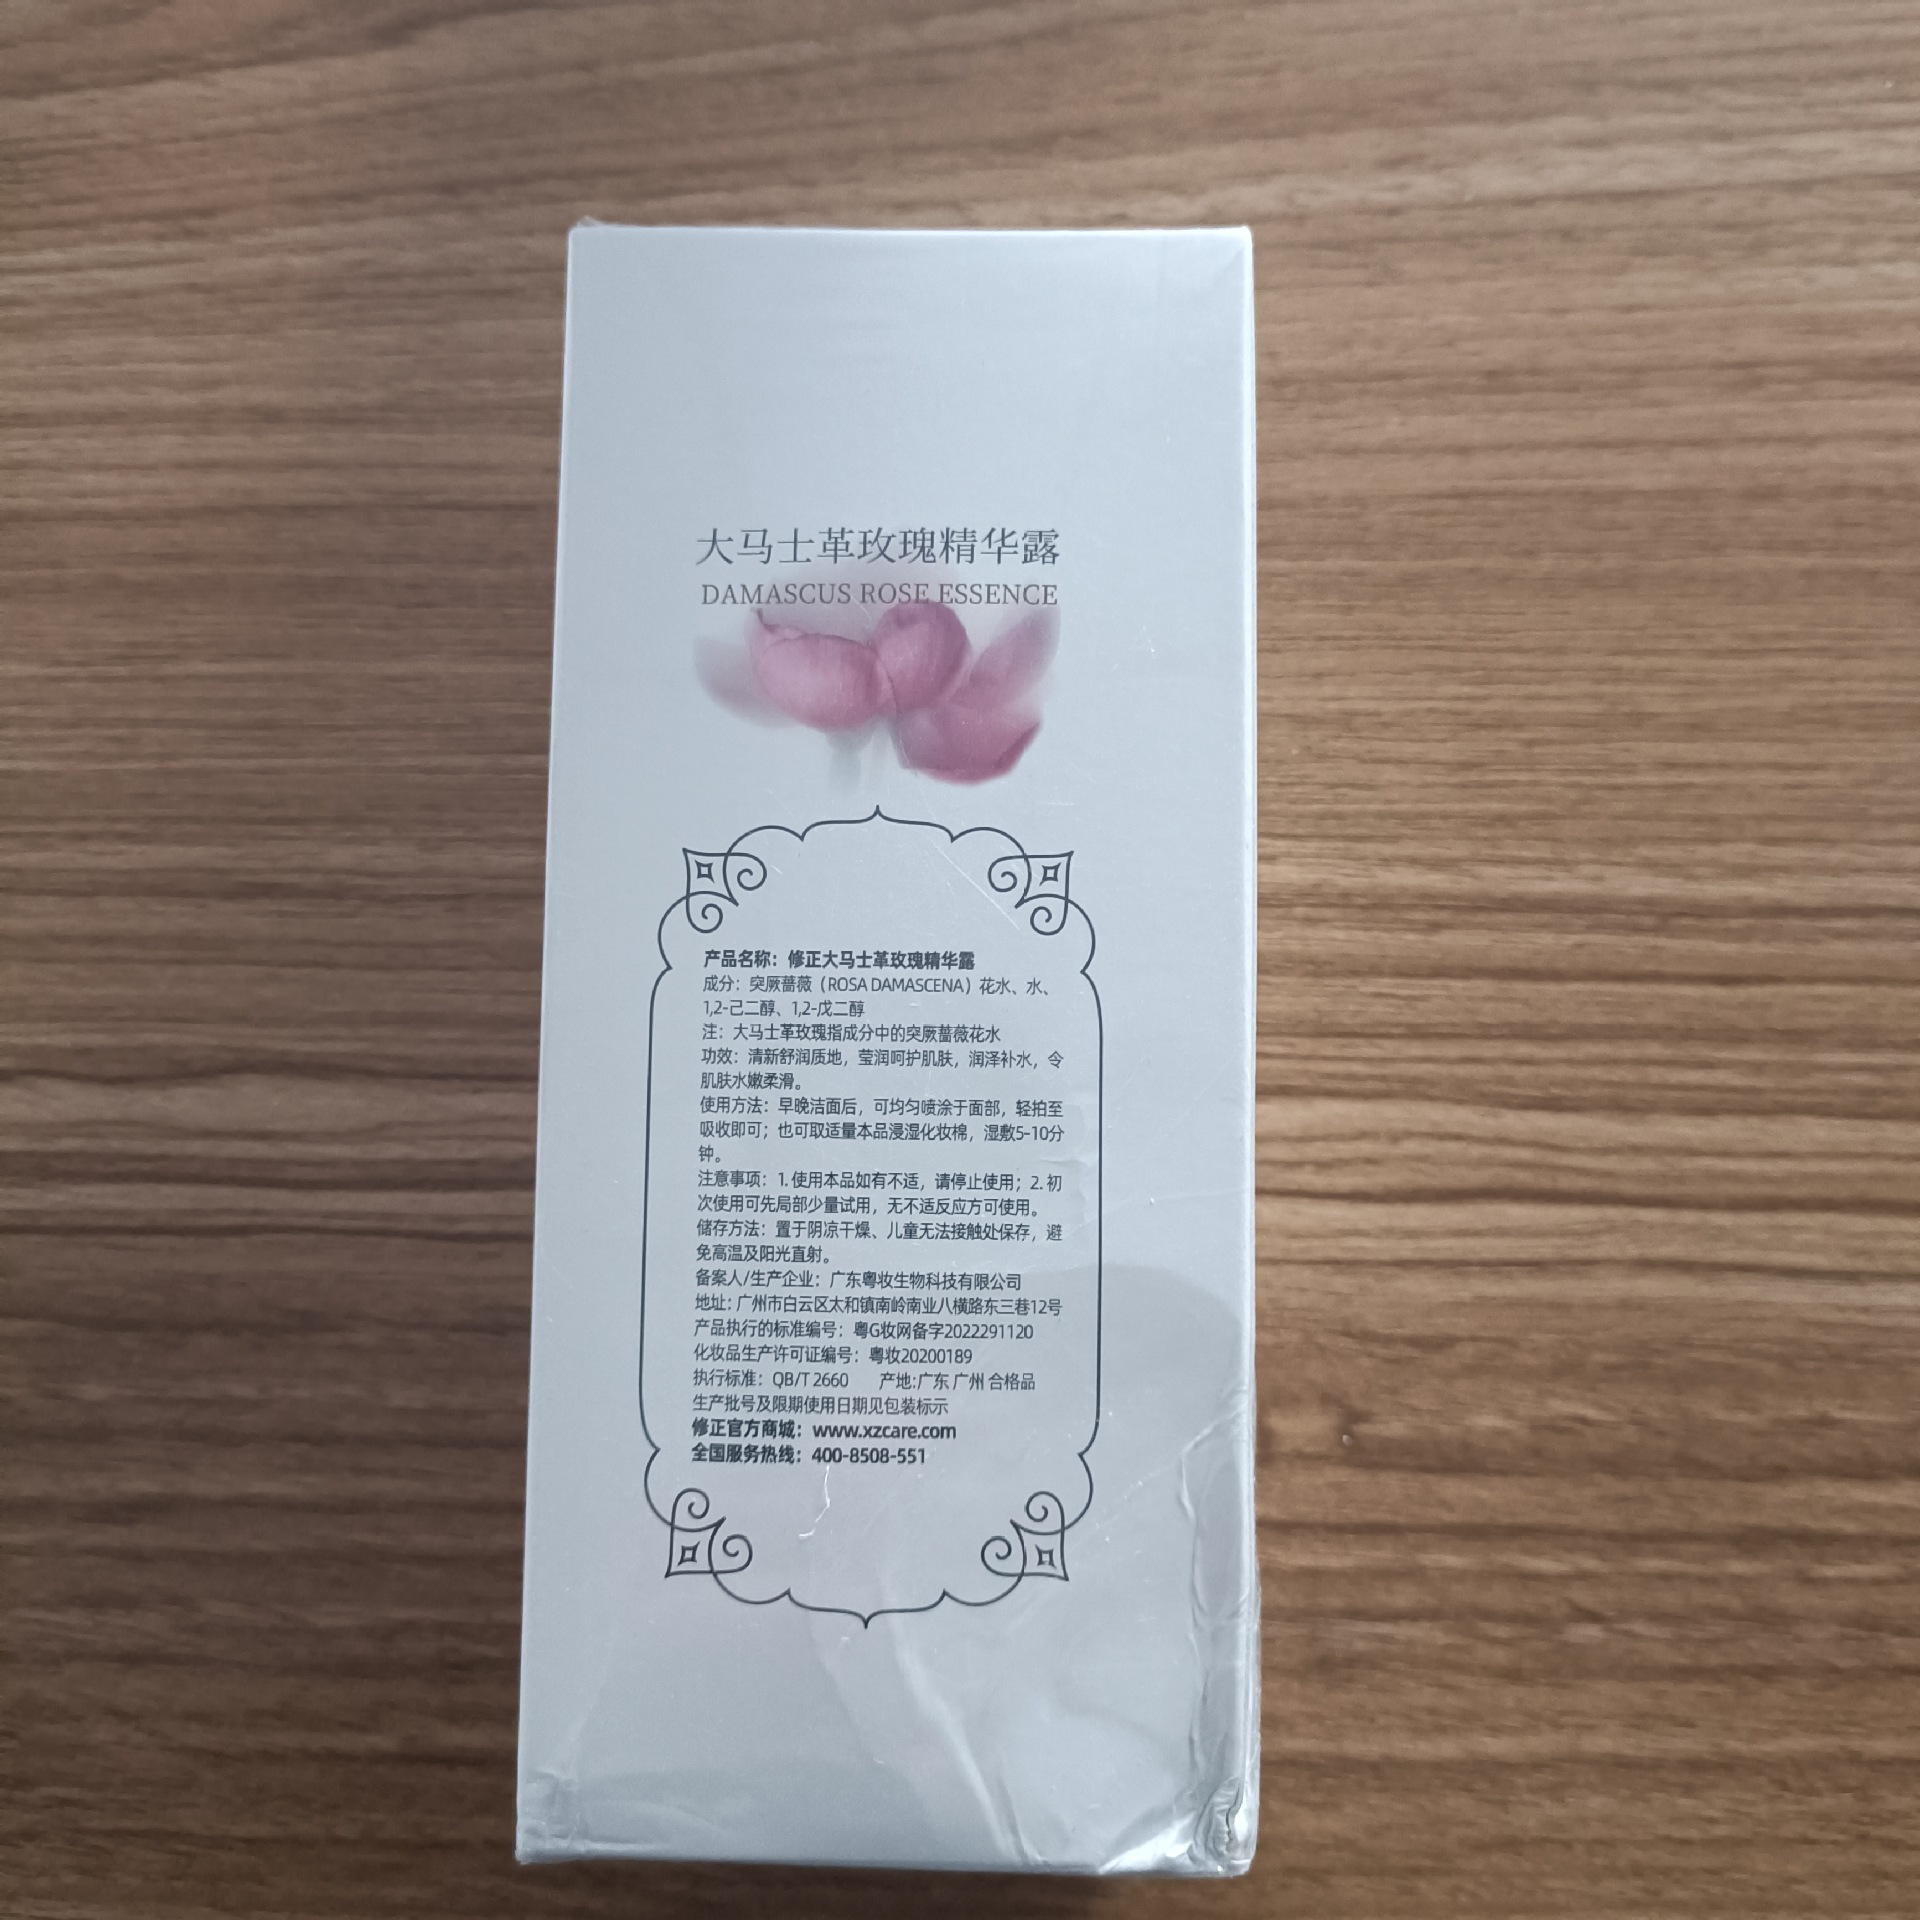 大马士革玫瑰精华露
DAMASCUS ROSE ESSENCE
产品名称：修正大马士革玫瑰精华露
成分：突厥蔷薇（ROSA DAMASCENA）花水、水、
1,2-己二醇、1,2-戊二醇
注：大马士革玫瑰指成分中的突厥蔷薇花水
功效：清新舒润质地，莹润呵护肌肤，润泽补水，令
肌肤水嫩柔滑。
使用方法：早晚洁面后，可均匀喷涂于面部，轻拍至
吸收即可；也可取适量本品浸湿化妆棉，湿敷5-10分
钟。
注意事项：1.使用本品如有不适，请停止使用；2.初
次使用可先局部少量试用，无不适反应方可使用。
储存方法：置于阴凉干燥、儿童无法接触处保存，避
免高温及阳光直射。
备案人/生产企业：广东粤妆生物科技有限公司
地址：广州市白云区太和镇南岭南业八横路东三巷12号
产品执行的标准编号：粤G妆网备字2022291120
化妆品生产许可证编号：粤妆20200189
执行标准：QB/T 2660 产地:广东 广州 合格品
生产批号及限期使用日期见包装标示
修正官方商城：www.xzcare.com
全国服务热线：400-8508-551